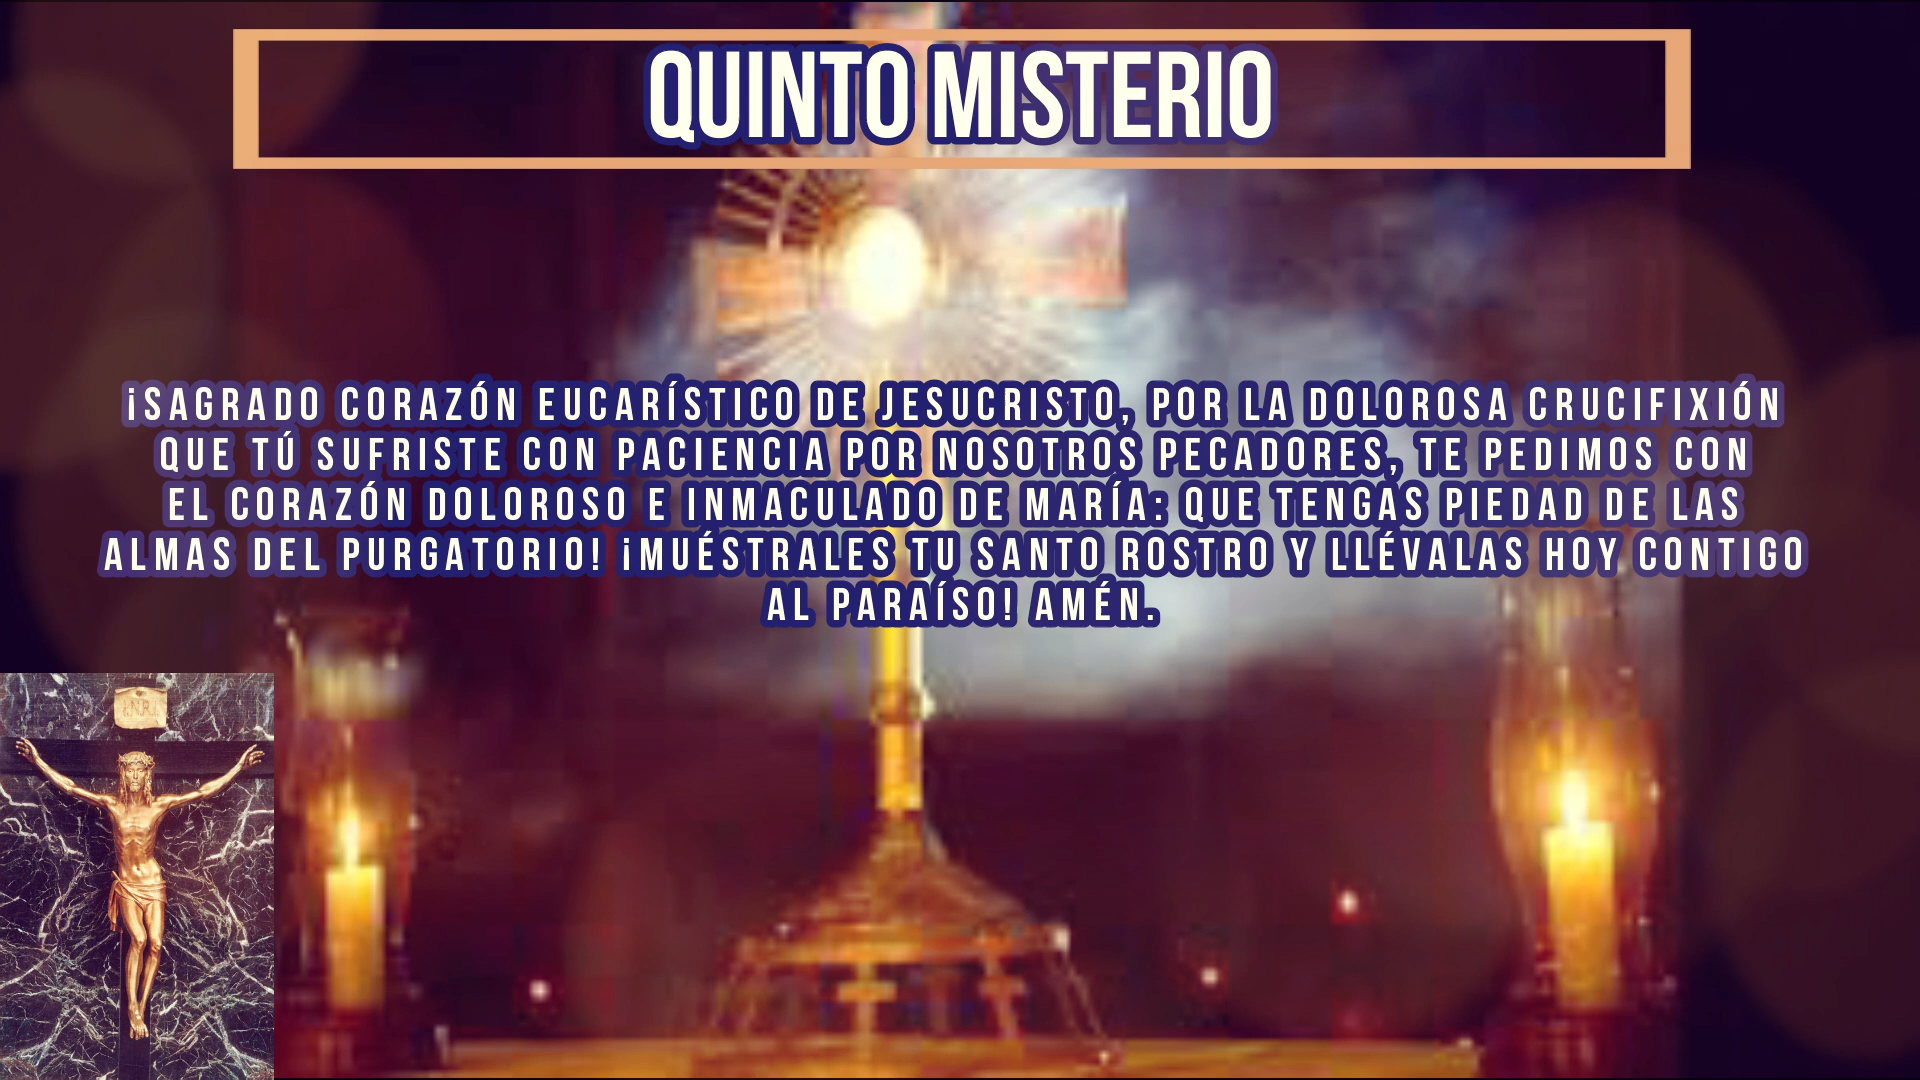 QUINTO MISTERIO
¡SAGRADO CORAZÓN EUCARÍSTICO DE JESUCRISTO, POR LA DOLOROSA CRUCIFIXIÓN
QUE TÚ SUFRISTE CON PACIENCIA POR NOSOTROS PECADORES, TE PEDIMOS CON
EL CORAZÓN DOLOROSO E INMACULADO DE MARÍA: QUE TENGAS PIEDAD DE LAS
ALMAS DEL PURGATORIO! ¡MUÉSTRALES TU SANTO ROSTRO Y LLÉVALAS HOY CONTIGO
AL PARAÍSO! AMÉN.
I.N.R.I.